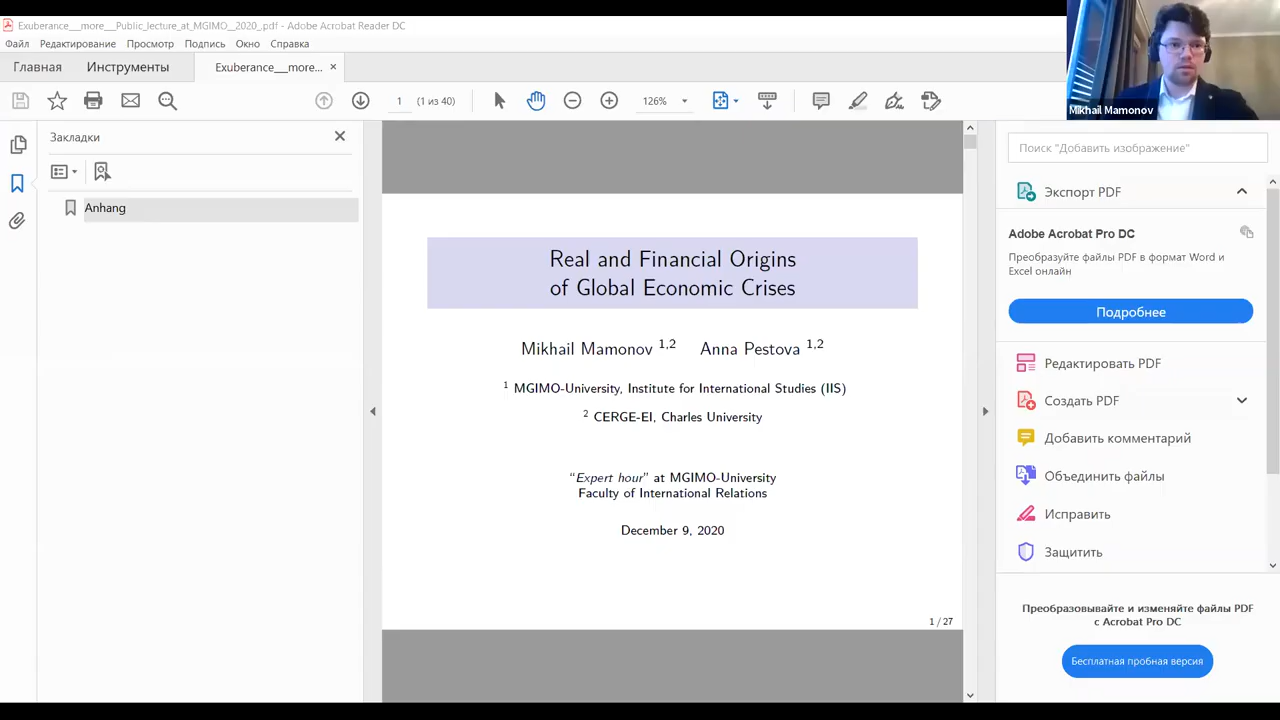 Exuberance__more__Public_lecture_at_MGIMO__2020_.pdf - Adobe Acrobat Reader DC
Файл Редактирование Просмотр Подпись Окно Справка
Главная Инструменты Exuberance__more... ×
1 (1 из 40) 126%
Mikhail Mamonov
Закладки
Anhang
Real and Financial Origins
of Global Economic Crises
Mikhail Mamonov 1,2 Anna Pestova 1,2
1 MGIMO-University, Institute for International Studies (IIS)
2 CERGE-EI, Charles University
“Expert hour” at MGIMO-University
Faculty of International Relations
December 9, 2020
1 / 27
Поиск "Добавить изображение"
Экспорт PDF
Adobe Acrobat Pro DC
Преобразуйте файлы PDF в формат Word и
Excel онлайн
Подробнее
Редактировать PDF
Создать PDF
Добавить комментарий
Объединить файлы
Исправить
Защитить
Преобразовывайте и изменяйте файлы PDF
с Acrobat Pro DC
Бесплатная пробная версия